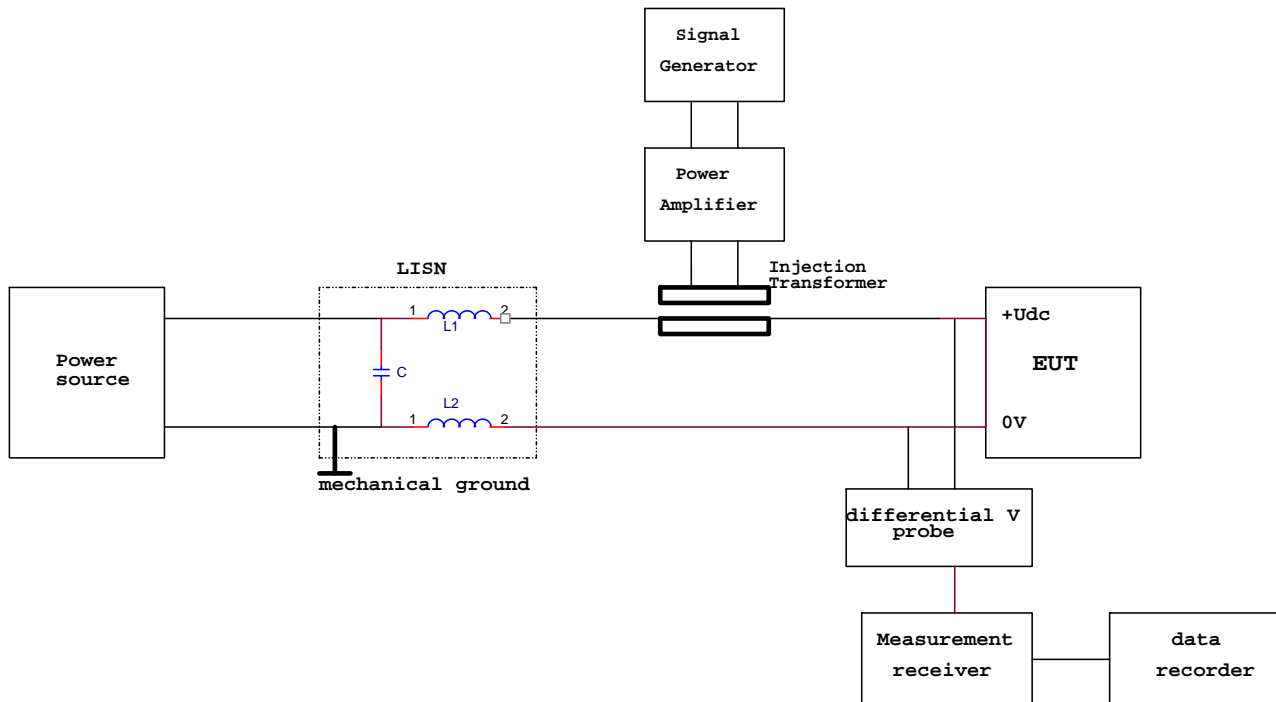 Signal
Generator
Power
Amplifier
Injection
Transformer
LISN
Power
source
1
L1
2
C
L2
1
2
mechanical ground
+Udc
EUT
0V
differential V
probe
Measurement
receiver
data
recorder